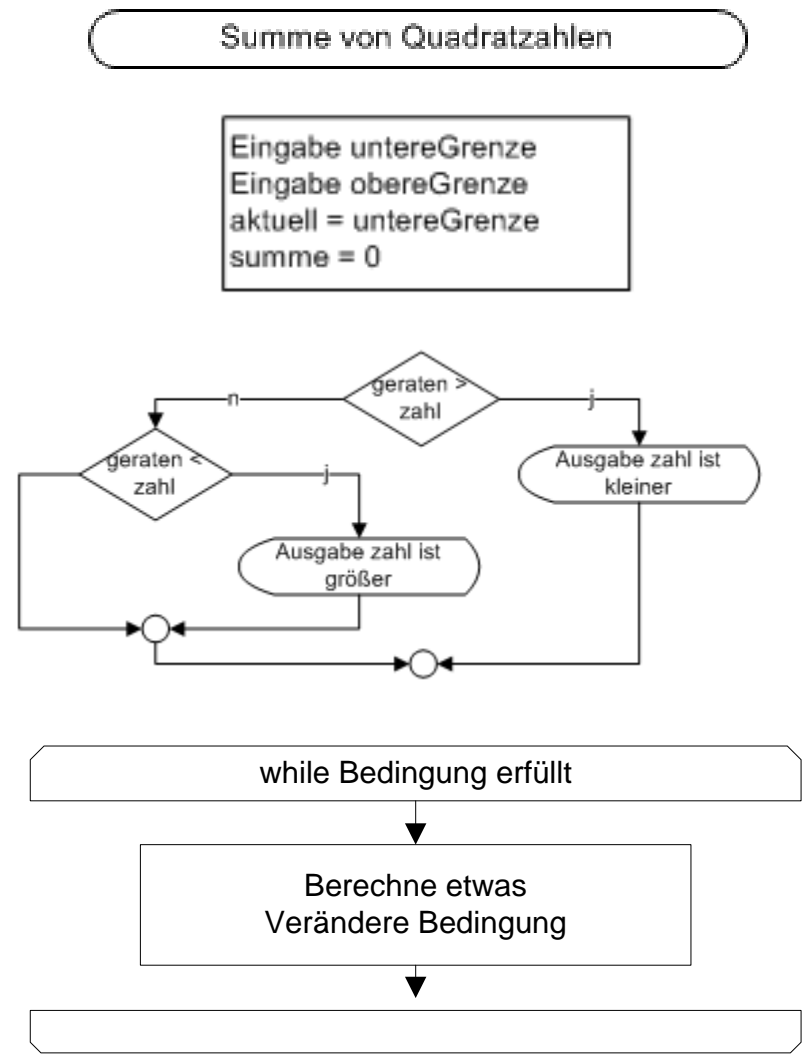 Summe von Quadratzahlen
Eingabe untereGrenze
Eingabe obereGrenze
aktuell = untereGrenze
summe = 0
geraten >
zahl
n
j
geraten <
zahl
j
Ausgabe zahl ist
kleiner
Ausgabe zahl ist
größer
while Bedingung erfüllt
Berechne etwas
Verändere Bedingung